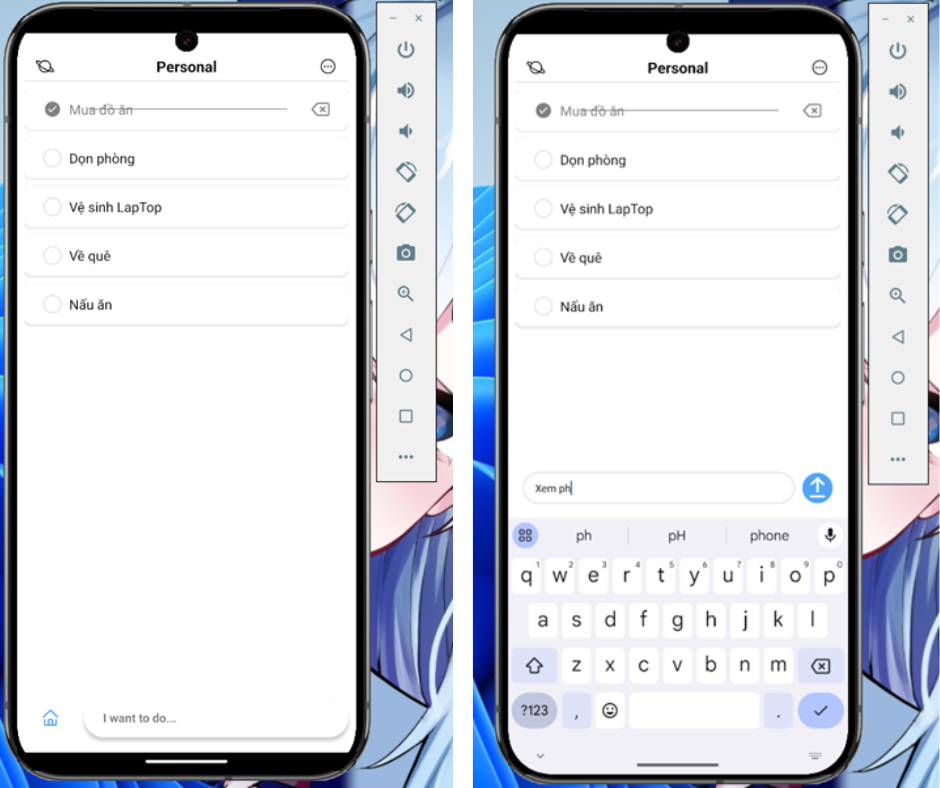 Personal
Mua đồ ăn
Dọn phòng
Vệ sinh LapTop
Về quê
Nấu ăn
I want to do...
Personal
Mua đồ ăn
Dọn phòng
Vệ sinh LapTop
Về quê
Nấu ăn
Xem ph
ph pH phone
q1 w2 e3 r4 t5 y6 u7 i8 o9 p0
a s d f g h j k l
z x c v b n m
?123 , .